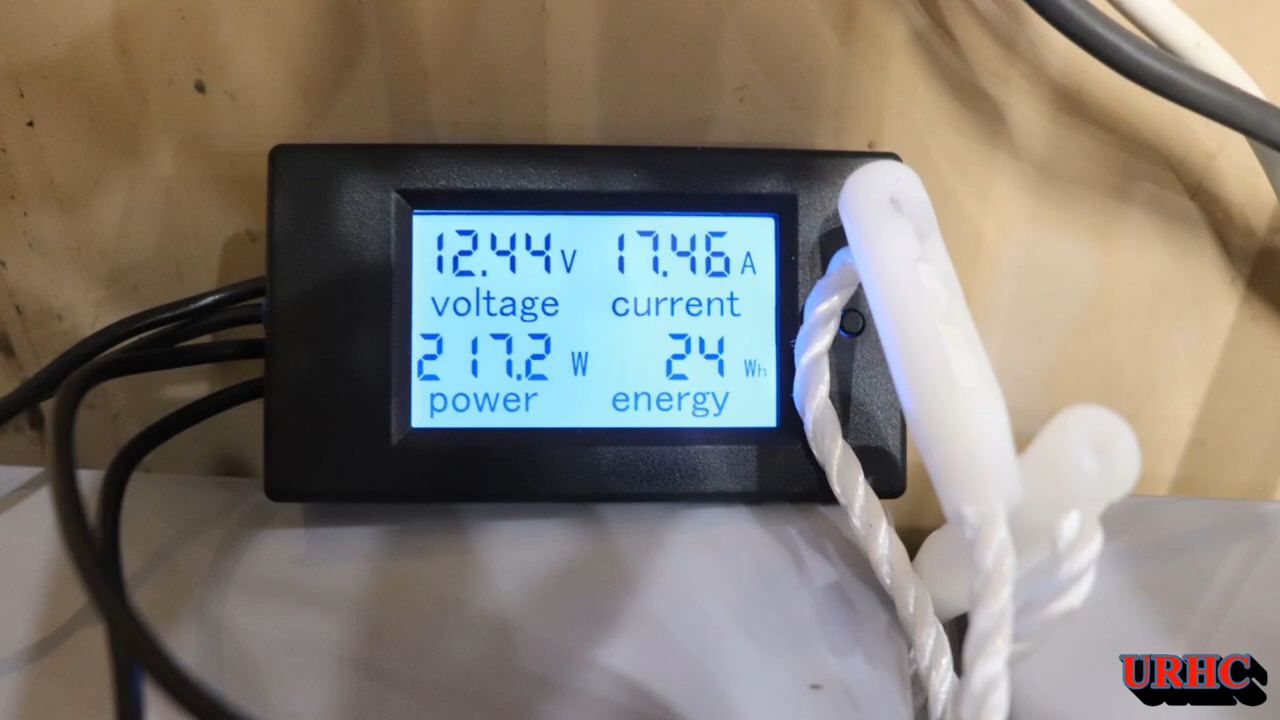 12.44 V 17.46 A
voltage current
217.2 W 24 Wh
power energy
URHC